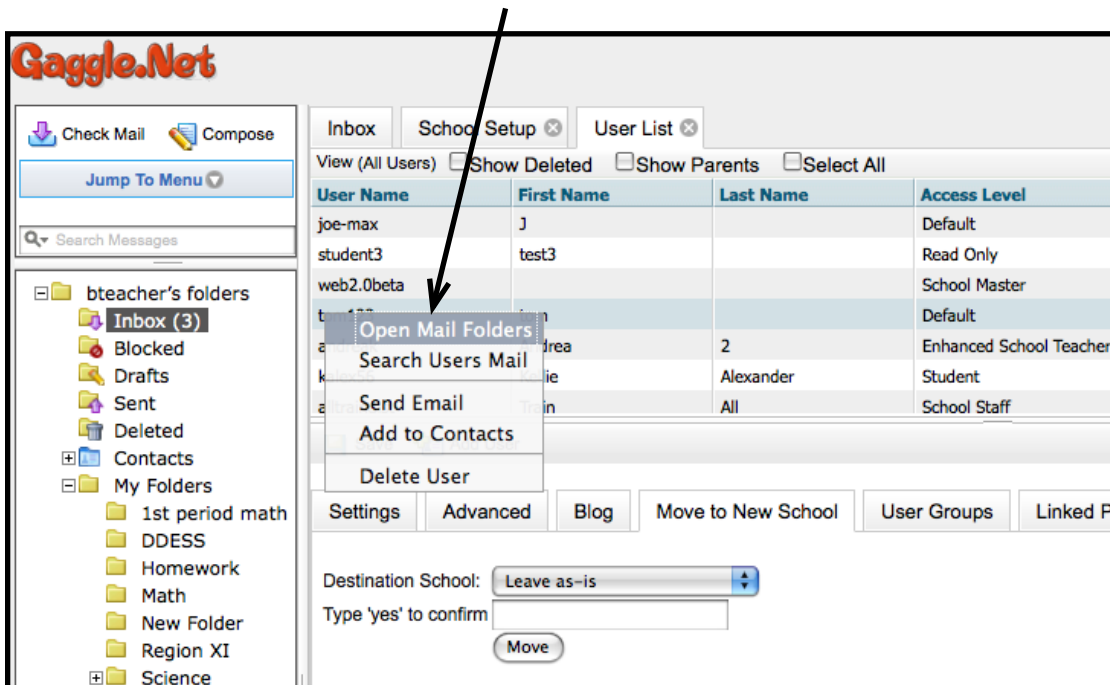 Gaggle.Net
Check Mail Compose
Jump To Menu
Search Messages
bteacher's folders
Inbox (3)
Blocked
Drafts
Sent
Deleted
Contacts
My Folders
1st period math
DDESS
Homework
Math
New Folder
Region XI
Science
Inbox School Setup User List
View (All Users) Show Deleted Show Parents Select All
User Name First Name Last Name Access Level
joe-max J Default
student3 test3 Read Only
web2.0beta School Master
Default
2 Enhanced School Teacher
Alexander Student
All School Staff
Open Mail Folders
Search Users Mail
Send Email
Add to Contacts
Delete User
Settings Advanced Blog Move to New School User Groups Linked P
Destination School: Leave as-is
Type 'yes' to confirm
Move